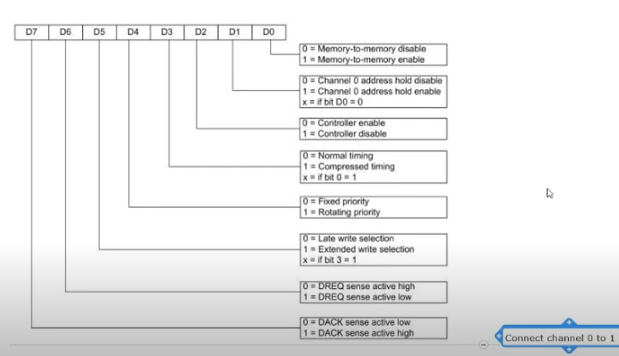 D7 D6 D5 D4 D3 D2 D1 D0
0 = Memory-to-memory disable
1 = Memory-to-memory enable
0 = Channel 0 address hold disable
1 = Channel 0 address hold enable
x = if bit D0 = 0
0 = Controller enable
1 = Controller disable
0 = Normal timing
1 = Compressed timing
x = if bit 0 = 1
0 = Fixed priority
1 = Rotating priority
0 = Late write selection
1 = Extended write selection
x = if bit 3 = 1
0 = DREQ sense active high
1 = DREQ sense active low
0 = DACK sense active low
1 = DACK sense active high
Connect channel 0 to 1